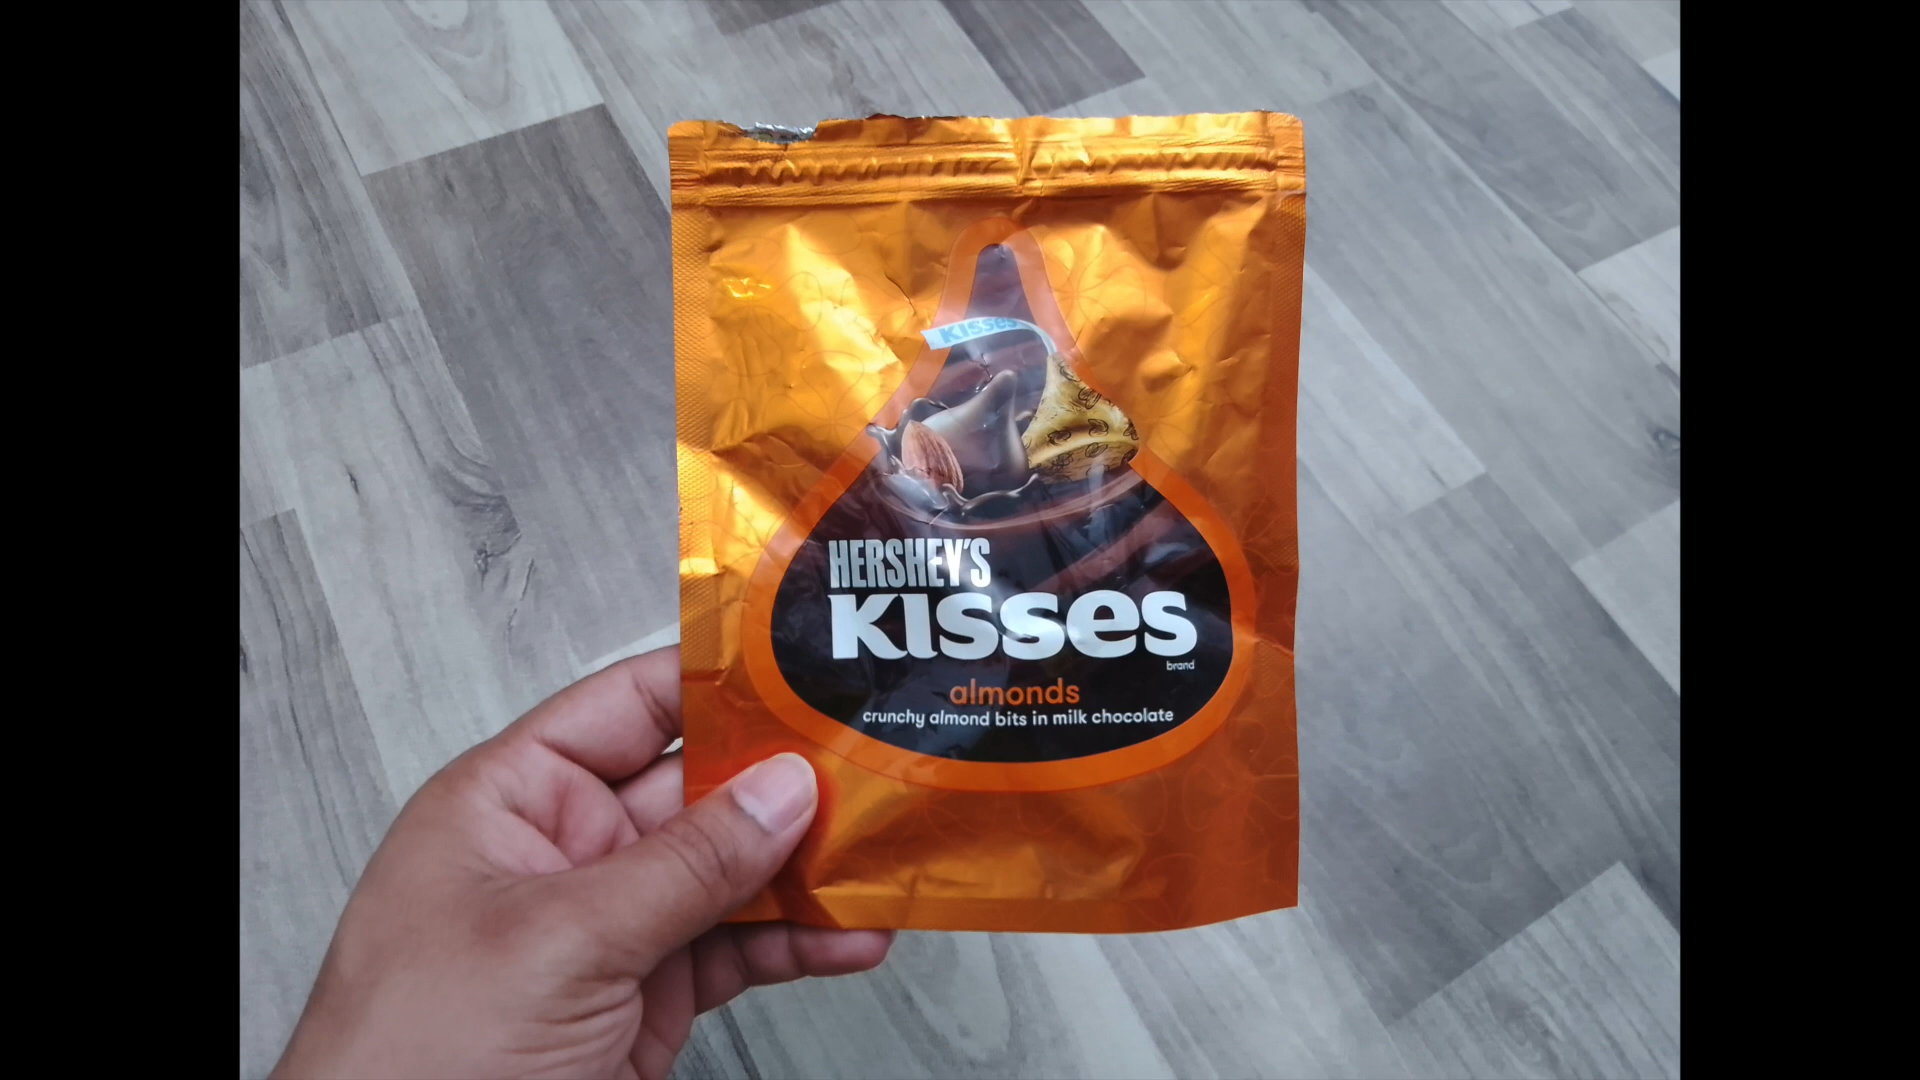 KISSES
HERSHEY'S
KISSES
brand
almonds
crunchy almond bits in milk chocolate